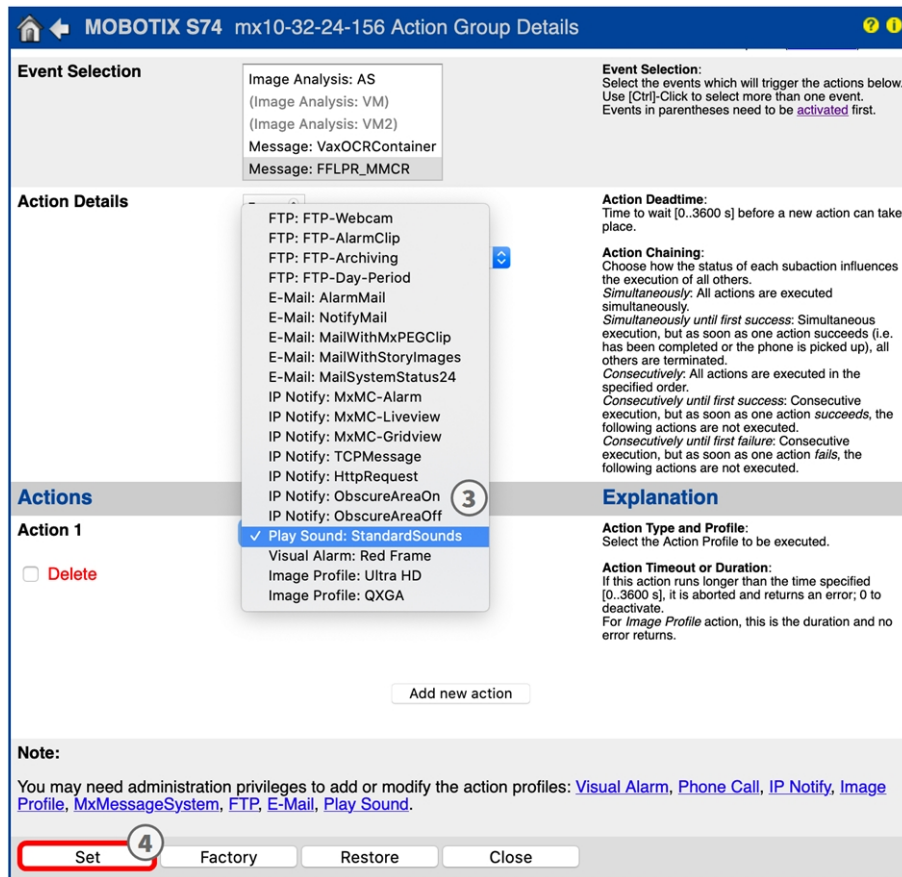 MOBOTIX S74 mx10-32-24-156 Action Group Details
? i
Event Selection
Image Analysis: AS
(Image Analysis: VM)
(Image Analysis: VM2)
Message: VaxOCRContainer
Message: FFLPR_MMCR
Event Selection:
Select the events which will trigger the actions below.
Use [Ctrl]-Click to select more than one event.
Events in parentheses need to be activated first.
Action Details
FTP: FTP-Webcam
FTP: FTP-AlarmClip
FTP: FTP-Archiving
FTP: FTP-Day-Period
E-Mail: AlarmMail
E-Mail: NotifyMail
E-Mail: MailWithMxPEGClip
E-Mail: MailWithStoryImages
E-Mail: MailSystemStatus24
IP Notify: MxMC-Alarm
IP Notify: MxMC-Liveview
IP Notify: MxMC-Gridview
IP Notify: TCPMessage
IP Notify: HttpRequest
IP Notify: ObscureAreaOn
IP Notify: ObscureAreaOff
✓ Play Sound: StandardSounds
Visual Alarm: Red Frame
Image Profile: Ultra HD
Image Profile: QXGA
3
Action Deadtime:
Time to wait [0..3600 s] before a new action can take
place.
Action Chaining:
Choose how the status of each subaction influences
the execution of all others.
Simultaneously: All actions are executed
simultaneously.
Simultaneously until first success: Simultaneous
execution, but as soon as one action succeeds (i.e.
has been completed or the phone is picked up), all
others are terminated.
Consecutively: All actions are executed in the
specified order.
Consecutively until first success: Consecutive
execution, but as soon as one action succeeds, the
following actions are not executed.
Consecutively until first failure: Consecutive
execution, but as soon as one action fails, the
following actions are not executed.
Actions
Explanation
Action 1
Delete
Action Type and Profile:
Select the Action Profile to be executed.
Action Timeout or Duration:
If this action runs longer than the time specified
[0..3600 s], it is aborted and returns an error; 0 to
deactivate.
For Image Profile action, this is the duration and no
error returns.
Add new action
Note:
You may need administration privileges to add or modify the action profiles: Visual Alarm, Phone Call, IP Notify, Image
Profile, MxMessageSystem, FTP, E-Mail, Play Sound.
4
Set Factory Restore Close